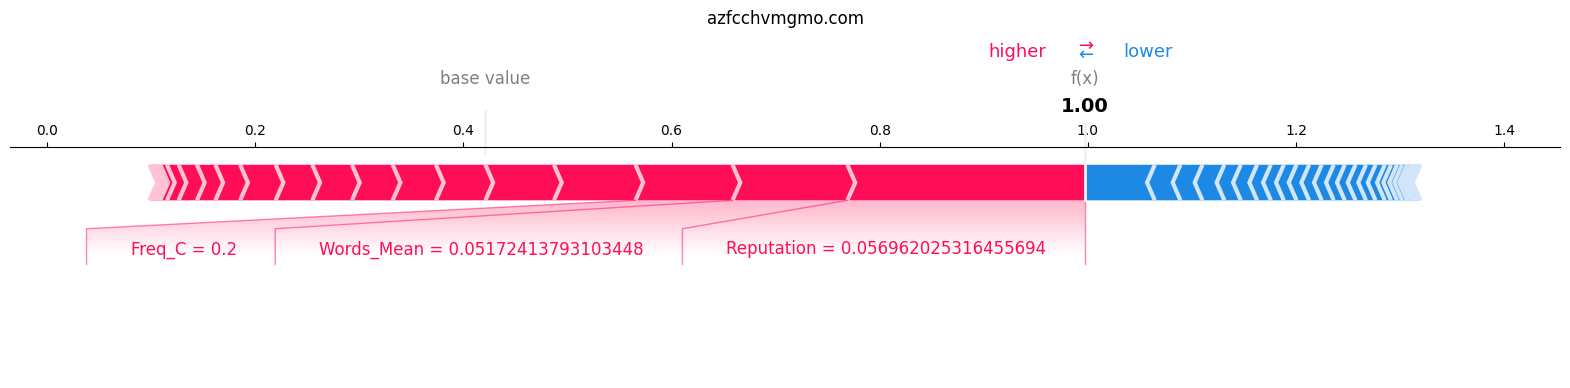 azfcchvmgmo.com
higher ⇄ lower
base value f(x)
1.00
0.0 0.2 0.4 0.6 0.8 1.0 1.2 1.4
Freq_C = 0.2 Words_Mean = 0.05172413793103448 Reputation = 0.056962025316455694